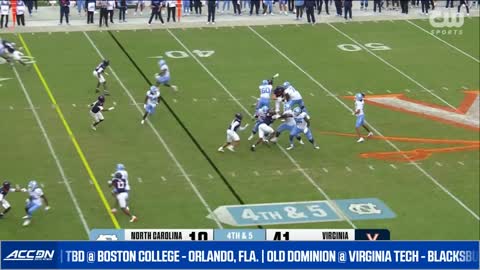 CW
SPORTS
40
50
4TH & 5
NORTH CAROLINA 10 4TH & 5 41 VIRGINIA
ACCN TBD @ BOSTON COLLEGE - ORLANDO, FLA. | OLD DOMINION @ VIRGINIA TECH - BLACKSBU